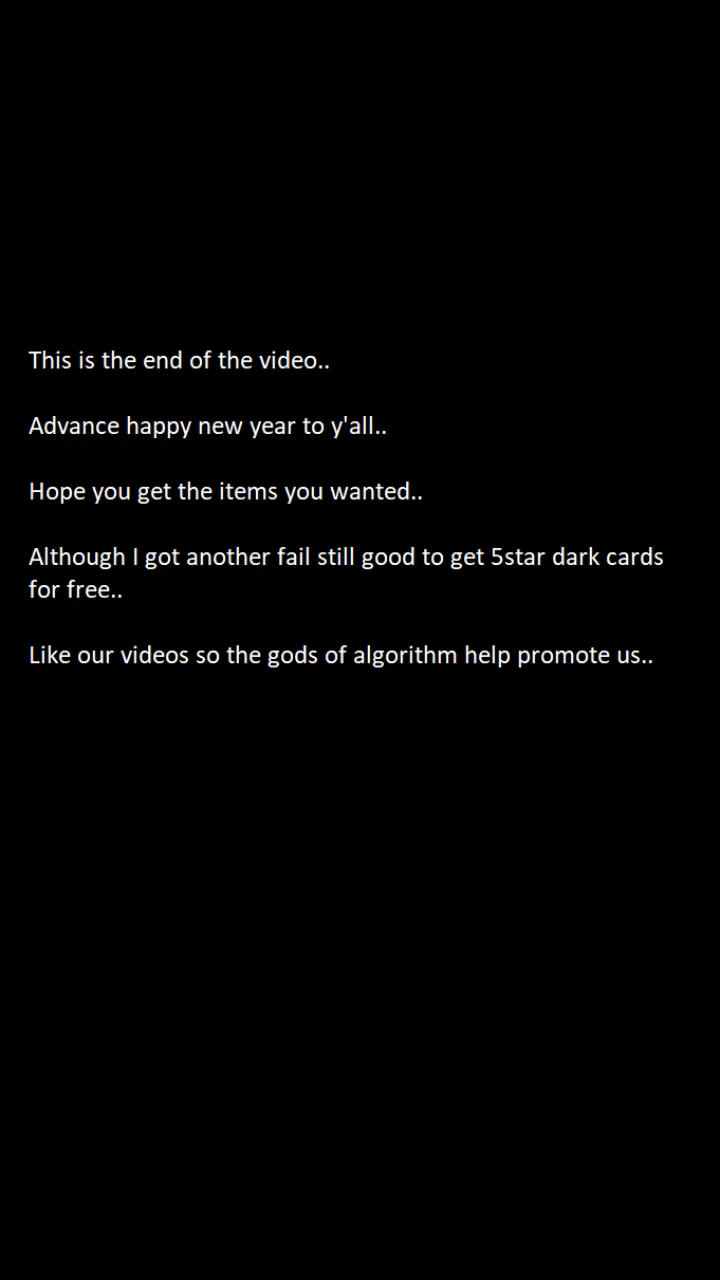 This is the end of the video..
Advance happy new year to y'all..
Hope you get the items you wanted..
Although I got another fail still good to get 5star dark cards
for free..
Like our videos so the gods of algorithm help promote us..